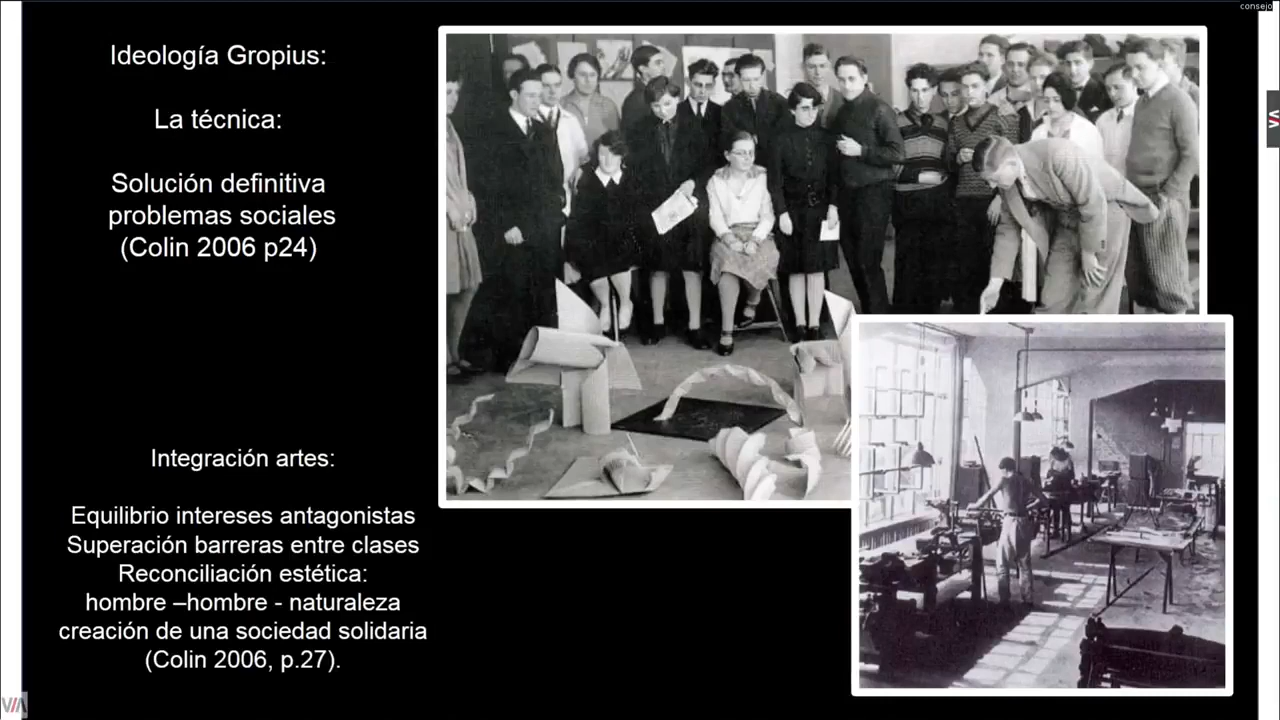 consejo
Ideología Gropius:
La técnica:
Solución definitiva
problemas sociales
(Colin 2006 p24)
Integración artes:
Equilibrio intereses antagonistas
Superación barreras entre clases
Reconciliación estética:
hombre –hombre - naturaleza
creación de una sociedad solidaria
(Colin 2006, p.27).
VIA